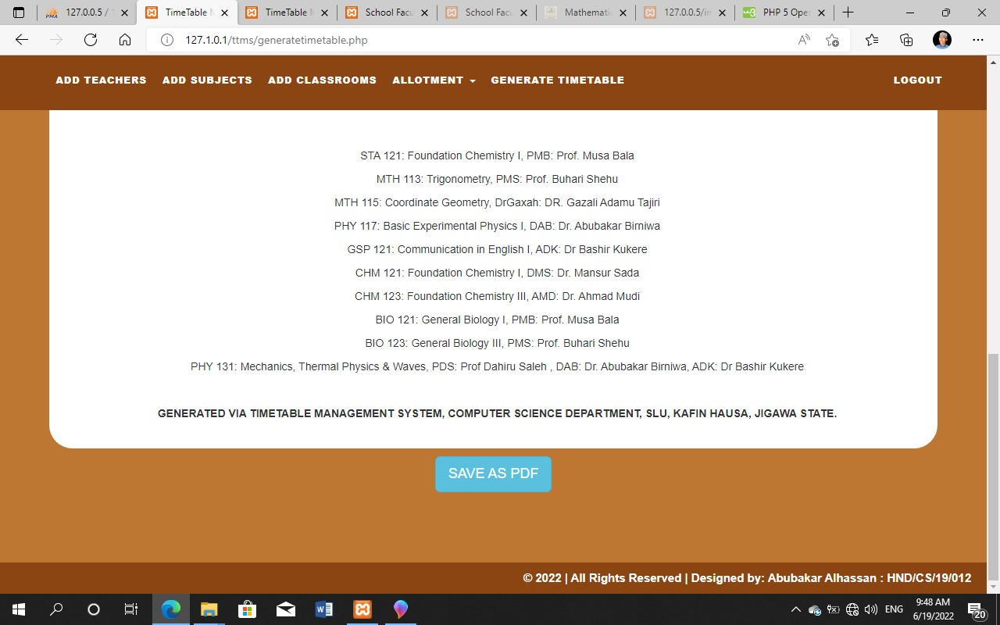 127.0.0.5 /
TimeTable
TimeTable
School Facu
School Facu
Mathemati
127.0.0.5/in
PHP 5 Ope
127.1.0.1/ttms/generatetimetable.php
ADD TEACHERS ADD SUBJECTS ADD CLASSROOMS ALLOTMENT GENERATE TIMETABLE LOGOUT
STA 121: Foundation Chemistry I, PMB: Prof. Musa Bala
MTH 113: Trigonometry, PMS: Prof. Buhari Shehu
MTH 115: Coordinate Geometry, DrGaxah: DR. Gazali Adamu Tajiri
PHY 117: Basic Experimental Physics I, DAB: Dr. Abubakar Birniwa
GSP 121: Communication in English I, ADK: Dr Bashir Kukere
CHM 121: Foundation Chemistry I, DMS: Dr. Mansur Sada
CHM 123: Foundation Chemistry III, AMD: Dr. Ahmad Mudi
BIO 121: General Biology I, PMB: Prof. Musa Bala
BIO 123: General Biology III, PMS: Prof. Buhari Shehu
PHY 131: Mechanics, Thermal Physics & Waves, PDS: Prof Dahiru Saleh , DAB: Dr. Abubakar Birniwa, ADK: Dr Bashir Kukere
GENERATED VIA TIMETABLE MANAGEMENT SYSTEM, COMPUTER SCIENCE DEPARTMENT, SLU, KAFIN HAUSA, JIGAWA STATE.
SAVE AS PDF
© 2022 | All Rights Reserved | Designed by: Abubakar Alhassan : HND/CS/19/012
ENG
9:48 AM
6/19/2022
20